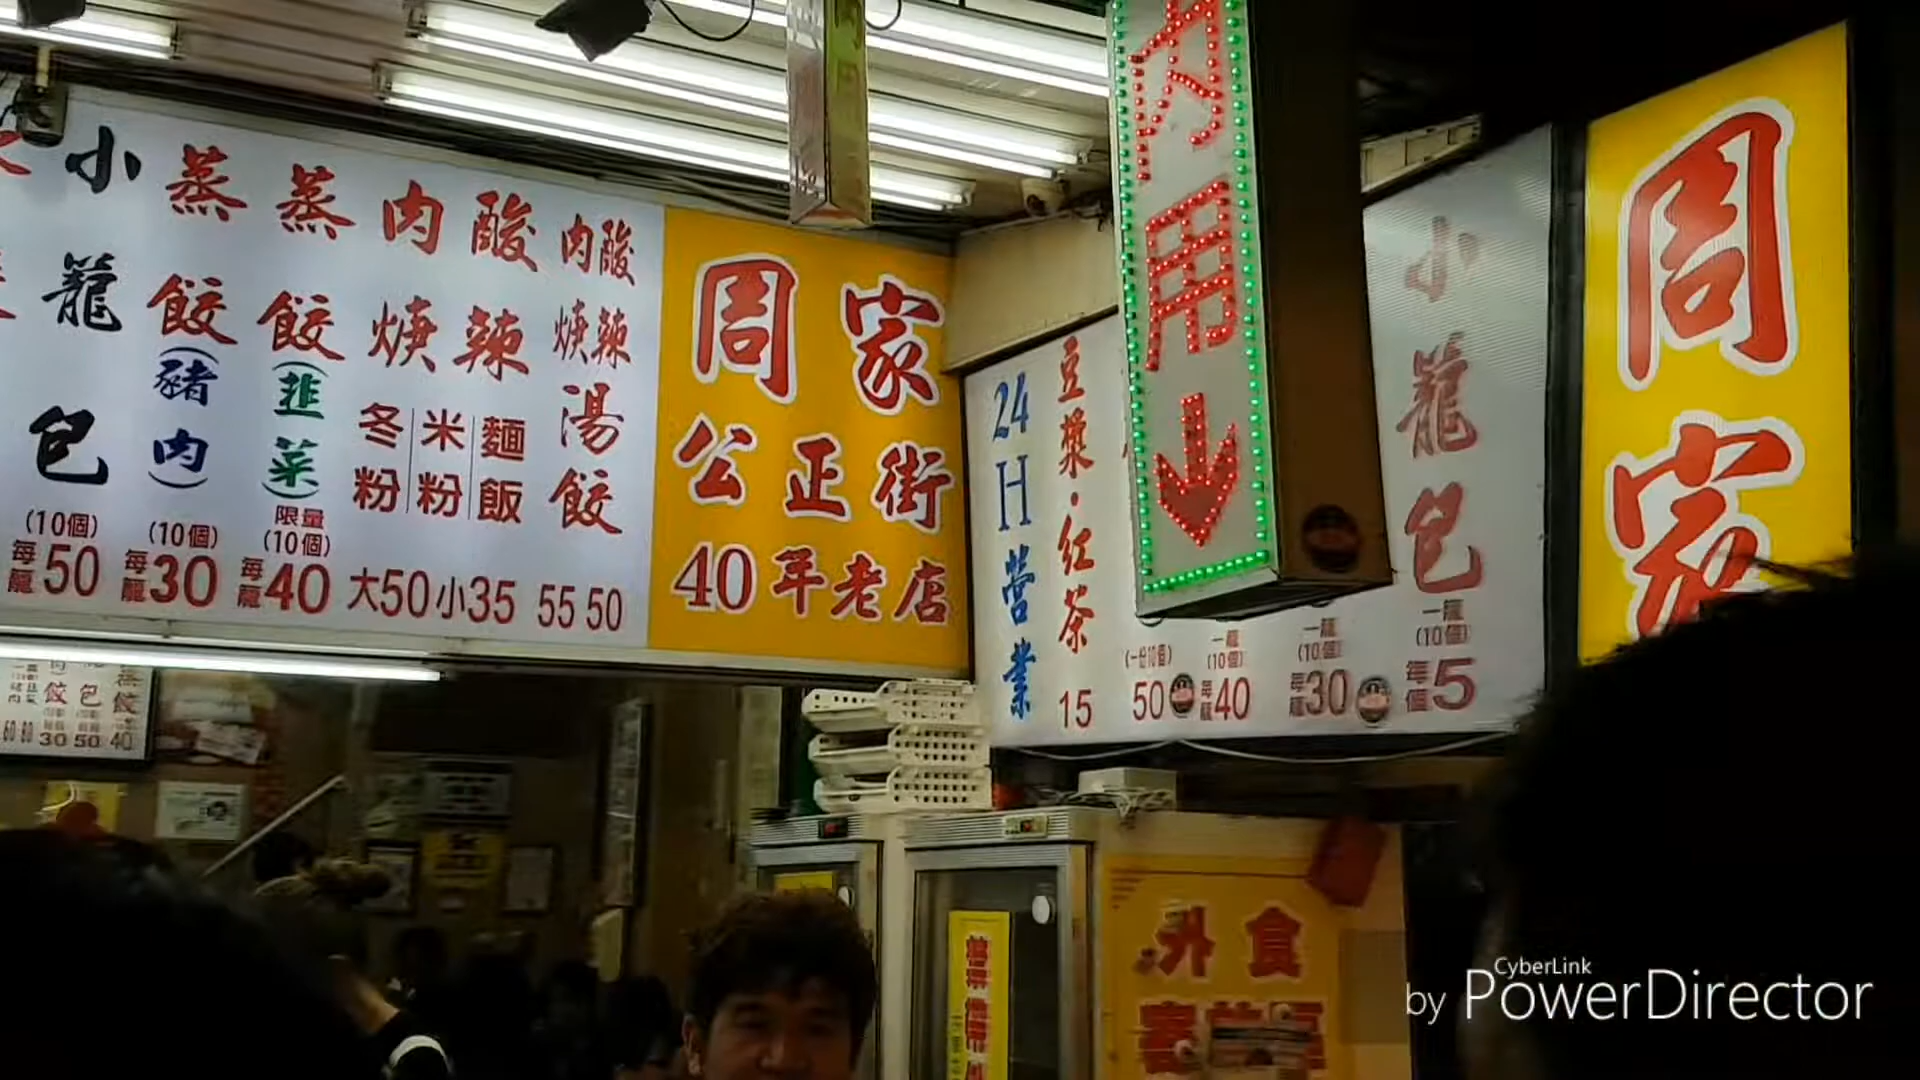 小籠包
(10個)
每籠50
蒸餃(豬肉)
(10個)
每籠30
蒸餃(韭菜)
限量
(10個)
每籠40
肉焿
酸辣
冬粉
米粉
麵飯
大50小35
肉焿 酸辣
湯餃
55 50
周家
公正街
40年老店
24H營業
豆漿·紅茶
15
(一份10個)
50
一籠
(10個)
每籠40
一籠
(10個)
每籠30
小籠包
一籠
(10個)
每個5
內用
周家
外食
CyberLink
by PowerDirector